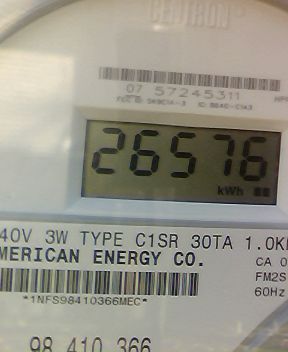 CENTRON®
07 57245311
26576
kWh
40V 3W TYPE C1SR 30TA 1.0K
MERICAN ENERGY CO.
CA 0
FM2S
60Hz
*1NFS98410366MEC*
98 410 366